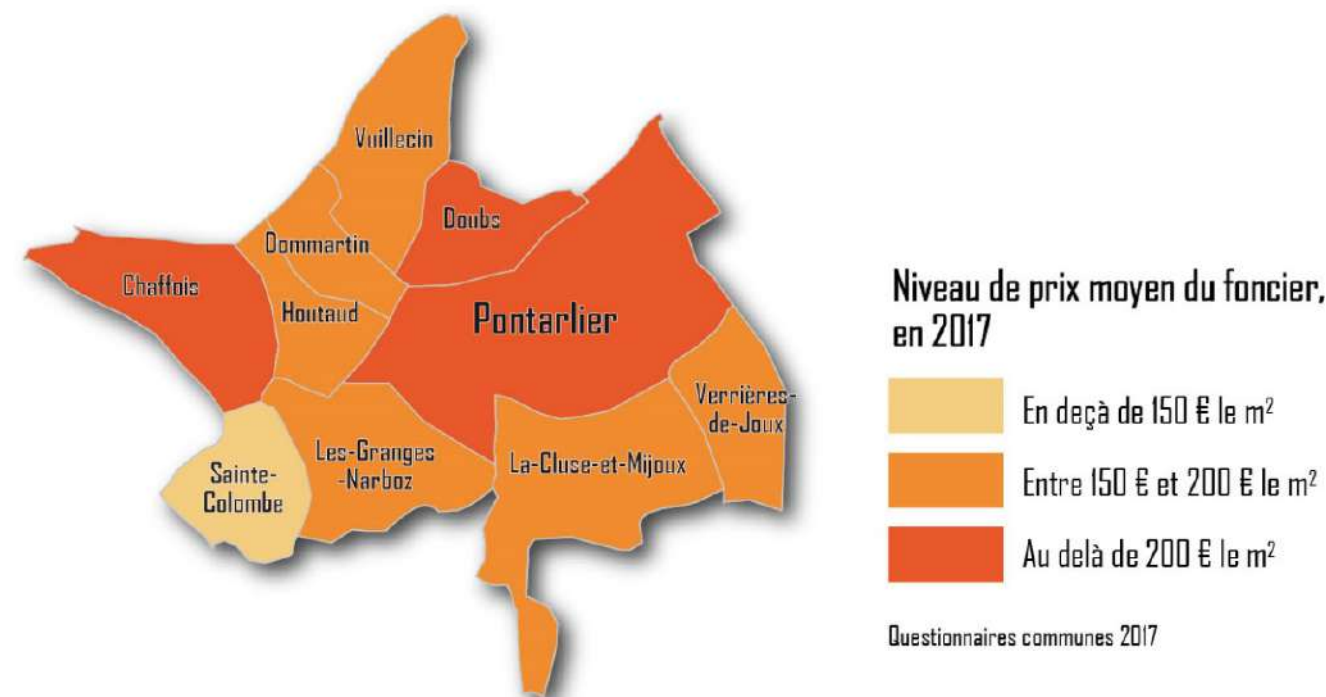 Vuillecin
Doubs
Dommartin
Chaffois
Houtaud
Pontarlier
Verrières-
de-Joux
Les-Granges
-Narboz
La-Cluse-et-Mijoux
Sainte-
Colombe
Niveau de prix moyen du foncier,
en 2017
En deçà de 150 € le m²
Entre 150 € et 200 € le m²
Au delà de 200 € le m²
Questionnaires communes 2017